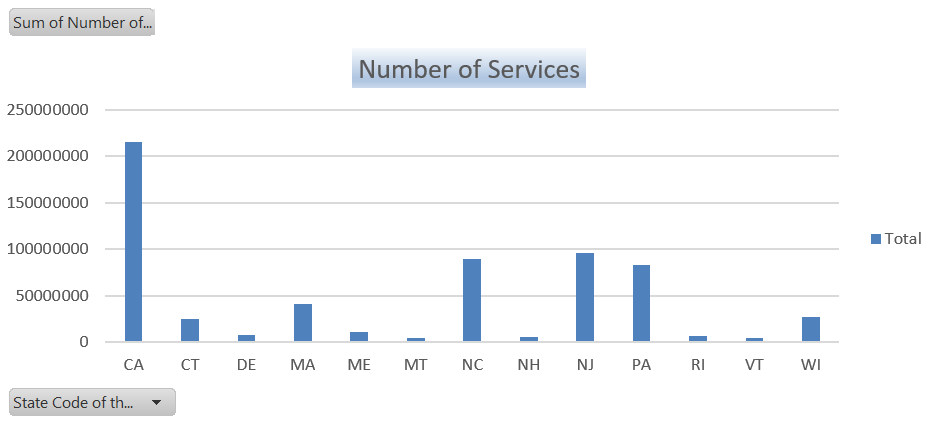 Sum of Number of...
Number of Services
250000000
200000000
150000000
100000000
50000000
0
CA CT DE MA ME MT NC NH NJ PA RI VT WI
Total
State Code of th...